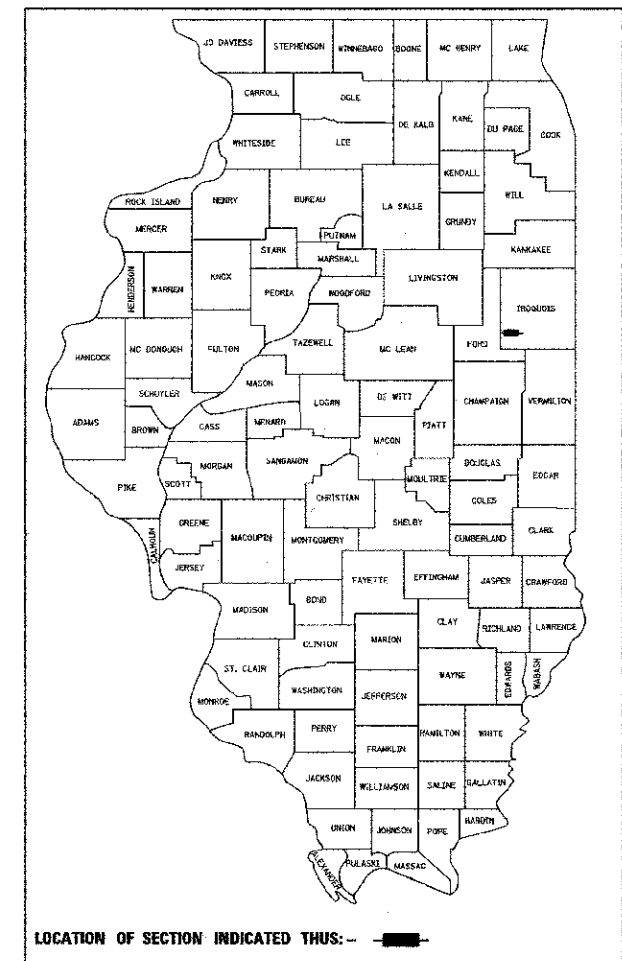 JO DAVIESS STEPHENSON WINNEBAGO BOONE MC HENRY LAKE
CARROLL OGLE DE KALB KANE DU PAGE COOK
WHITESIDE LEE
KENDALL WILL
ROCK ISLAND HENRY BUREAU LA SALLE GRUNDY
MERCER PUTNAM
STARK MARSHALL KANKAKEE
HENDERSON WARREN KNOX PEORIA WOODFORD LIVINGSTON IROQUOIS
HANCOCK MC DONOUGH FULTON TAZEWELL MC LEAN FORD
MASON
SCHUYLER LOGAN DE WITT CHAMPAIGN VERMILION
ADAMS BROWN CASS MENARD MACON PIATT
MORGAN SANGAMON DOUGLAS EDGAR
PIKE SCOTT CHRISTIAN MOULTRIE COLES
GREENE SHELBY
CALHOUN MACOUPIN MONTGOMERY CUMBERLAND CLARK
JERSEY FAYETTE EFFINGHAM JASPER CRAWFORD
MADISON BOND
CLAY RICHLAND LAWRENCE
CLINTON MARION
ST. CLAIR WAYNE EDWARDS WABASH
WASHINGTON JEFFERSON
MONROE
RANDOLPH PERRY HAMILTON WHITE
FRANKLIN
JACKSON WILLIAMSON SALINE GALLATIN
UNION JOHNSON POPE HARDIN
ALEXANDER PULASKI MASSAC
LOCATION OF SECTION INDICATED THUS: -